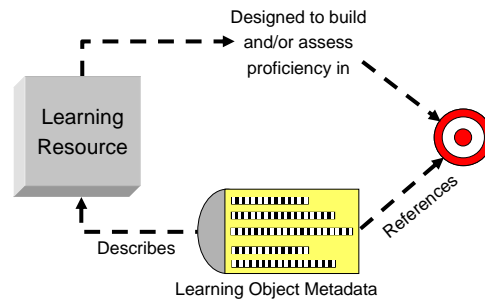 Designed to build
and/or assess
proficiency in
Learning
Resource
References
Describes
Learning Object Metadata